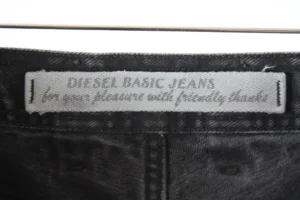 DIESEL BASIC JEANS
for your pleasure with friendly thanks